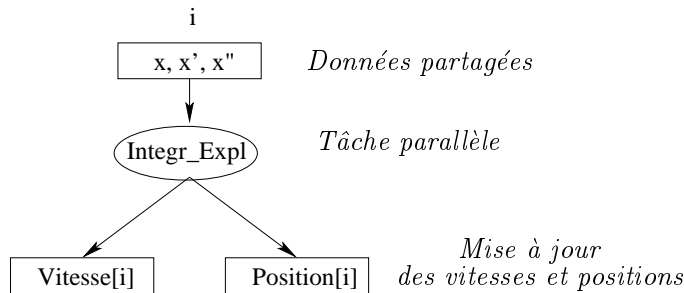 i
x, x', x" Données partagées
Integr_Expl Tâche parallèle
Mise à jour
Vitesse[i] Position[i] des vitesses et positions